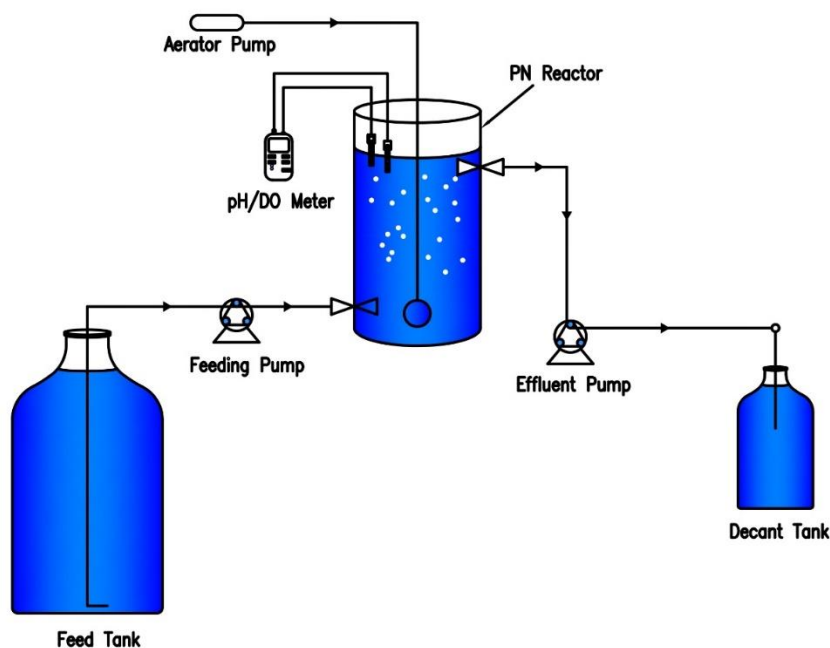 Aerator Pump
PN Reactor
pH/DO Meter
Feeding Pump
Effluent Pump
Decant Tank
Feed Tank